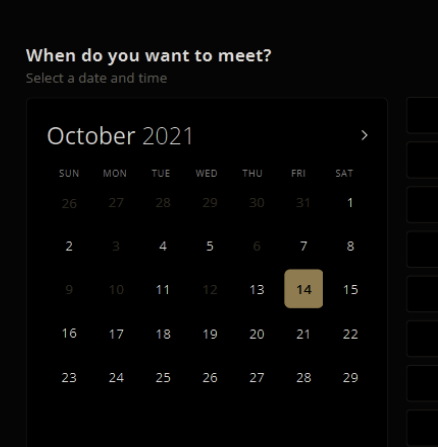 When do you want to meet?
Select a date and time
October 2021
SUN MON TUE WED THU FRI SAT
26 27 28 29 30 31 1
2 3 4 5 6 7 8
9 10 11 12 13 14 15
16 17 18 19 20 21 22
23 24 25 26 27 28 29